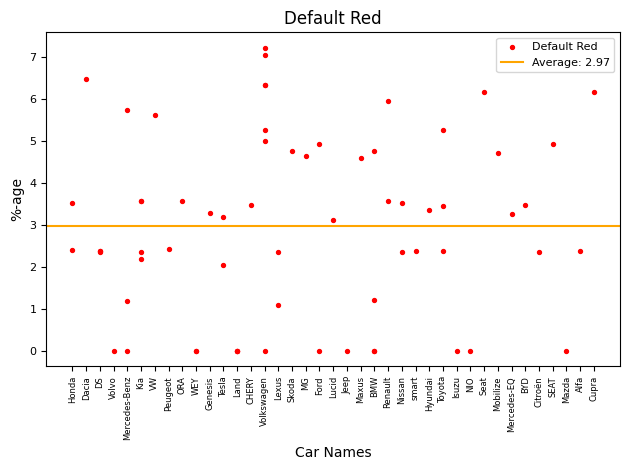 Default Red
Default Red
Average: 2.97
%-age
7
6
5
4
3
2
1
0
Honda
Dacia
DS
Volvo
Mercedes-Benz
Kia
VW
Peugeot
ORA
WEY
Genesis
Tesla
Land
CHERY
Volkswagen
Lexus
Skoda
MG
Ford
Lucid
Jeep
Maxus
BMW
Renault
Nissan
smart
Hyundai
Toyota
Isuzu
NIO
Seat
Mobilize
Mercedes-EQ
BYD
Citroën
SEAT
Mazda
Alfa
Cupra
Car Names